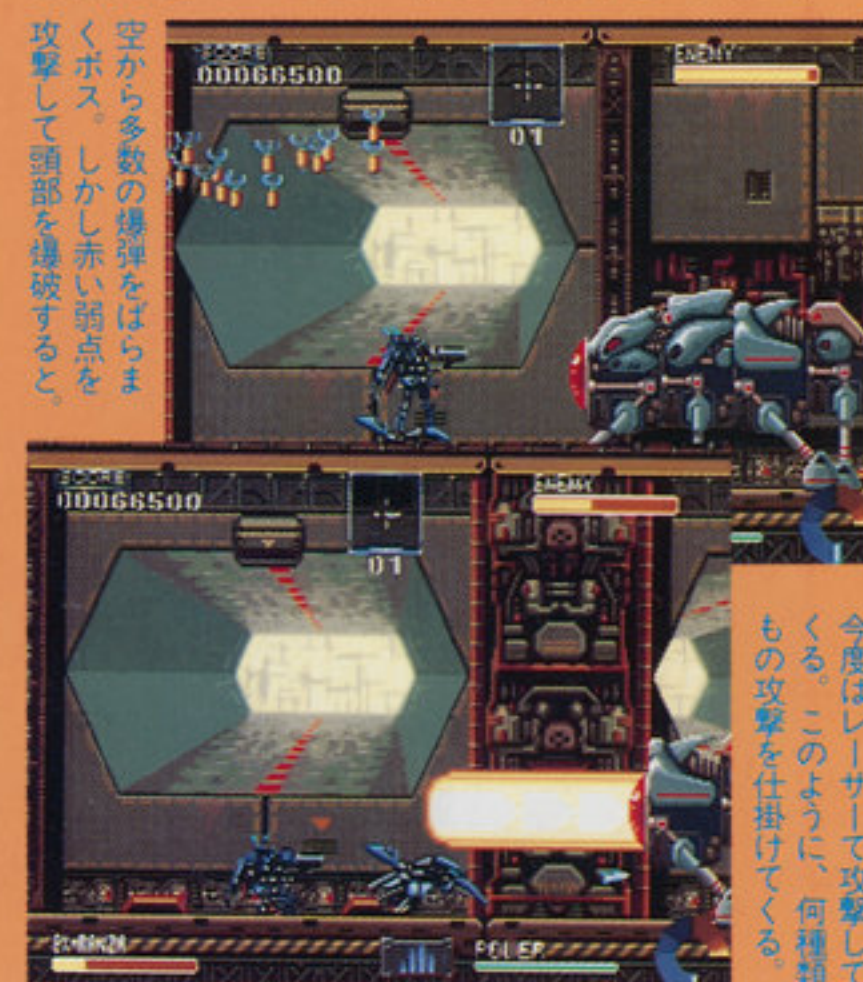 空から多数の爆弾をばらま
くボス。しかし赤い弱点を
攻撃して頭部を爆破すると。
SCORE
00066500
01
ENEMY
SCORE
00066500
01
ENEMY
Ex-RANZA
POWER
今度はレーザーで攻撃して
くる。このように、何種類
もの攻撃を仕掛けてくる。